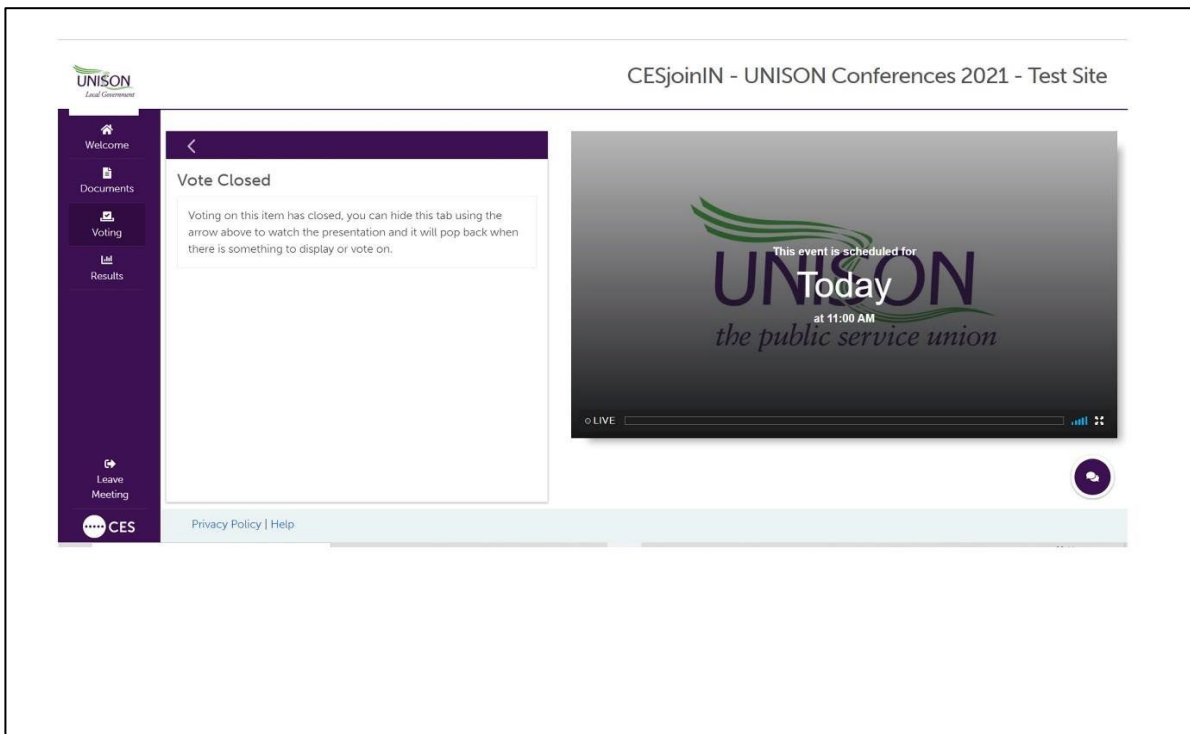 UNISON
Local Government
CESjoinIN - UNISON Conferences 2021 - Test Site
Welcome
Documents
Voting
Results
Leave
Meeting
CES
Vote Closed
Voting on this item has closed, you can hide this tab using the
arrow above to watch the presentation and it will pop back when
there is something to display or vote on.
UNISON
the public service union
This event is scheduled for
Today
at 11:00 AM
LIVE
Privacy Policy | Help